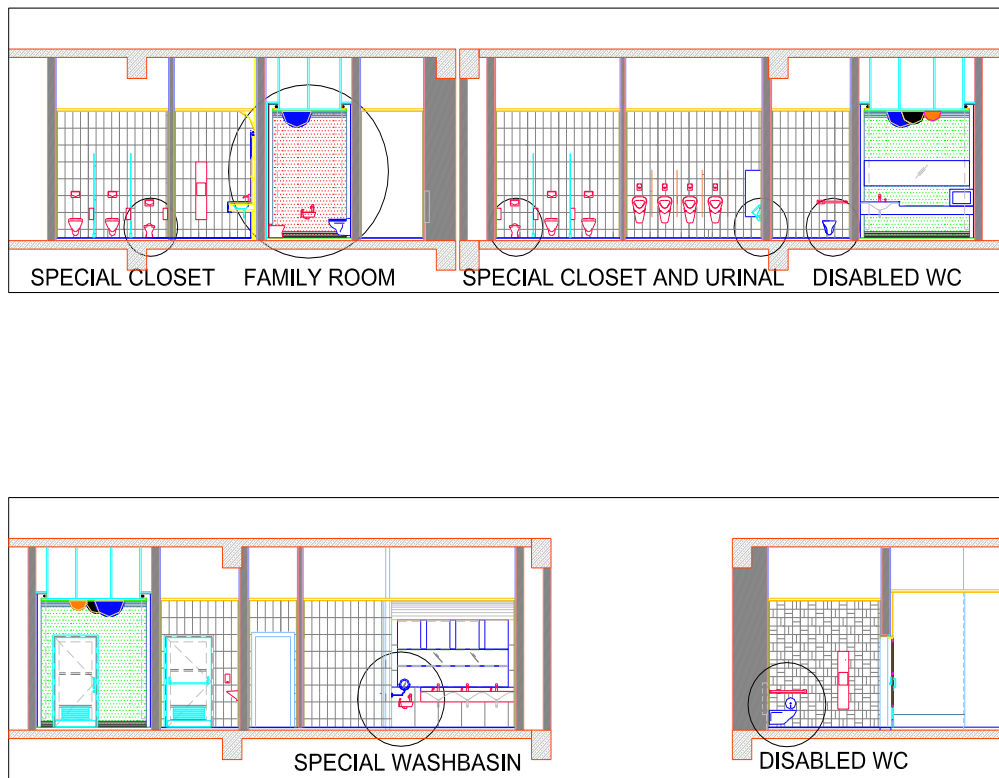 SPECIAL CLOSET
FAMILY ROOM
SPECIAL CLOSET AND URINAL
DISABLED WC
SPECIAL WASHBASIN
DISABLED WC